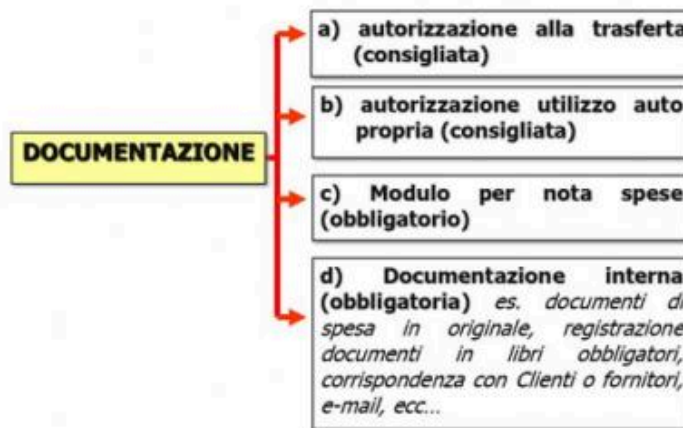 DOCUMENTAZIONE
a) autorizzazione alla trasferta
(consigliata)
b) autorizzazione utilizzo auto
propria (consigliata)
c) Modulo per nota spese
(obbligatorio)
d) Documentazione interna
(obbligatoria) es. documenti di
spesa in originale, registrazione
documenti in libri obbligatori,
corrispondenza con Clienti o fornitori,
e-mail, ecc...